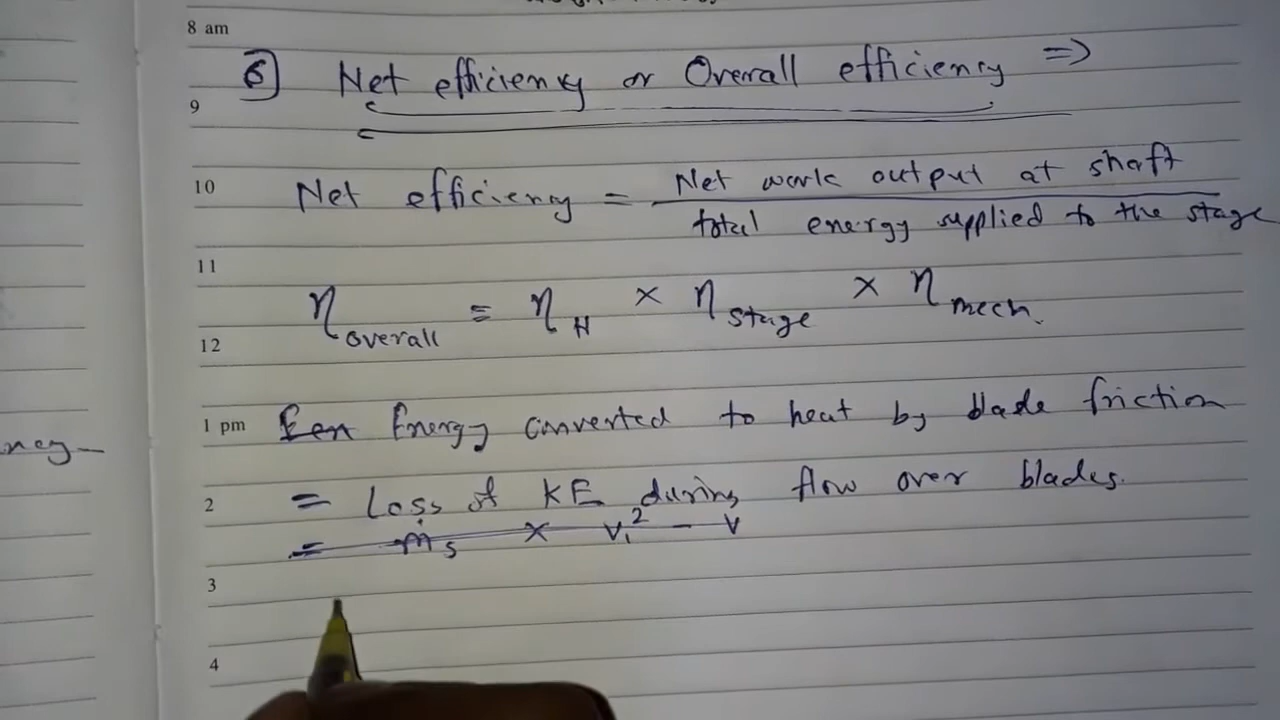 8 am
6 Net efficiency or Overall efficiency ⇒
9
10 Net efficiency = Net work output at shaft
total energy supplied to the stage
11
η overall = η H × η stage × η mech.
12
1 pm Een Energy converted to heat by blade friction
ney
2 = Loss of KE during flow over blades.
= ṁs × V1² - V
3
4